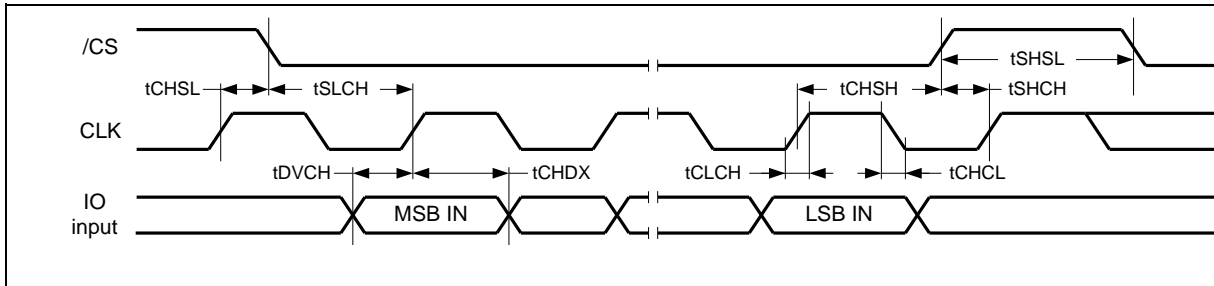 /CS
tSHSL
tCHSL
tSLCH
tCHSH
tSHCH
CLK
tDVCH
tCHDX
tCLCH
tCHCL
IO
input
MSB IN
LSB IN